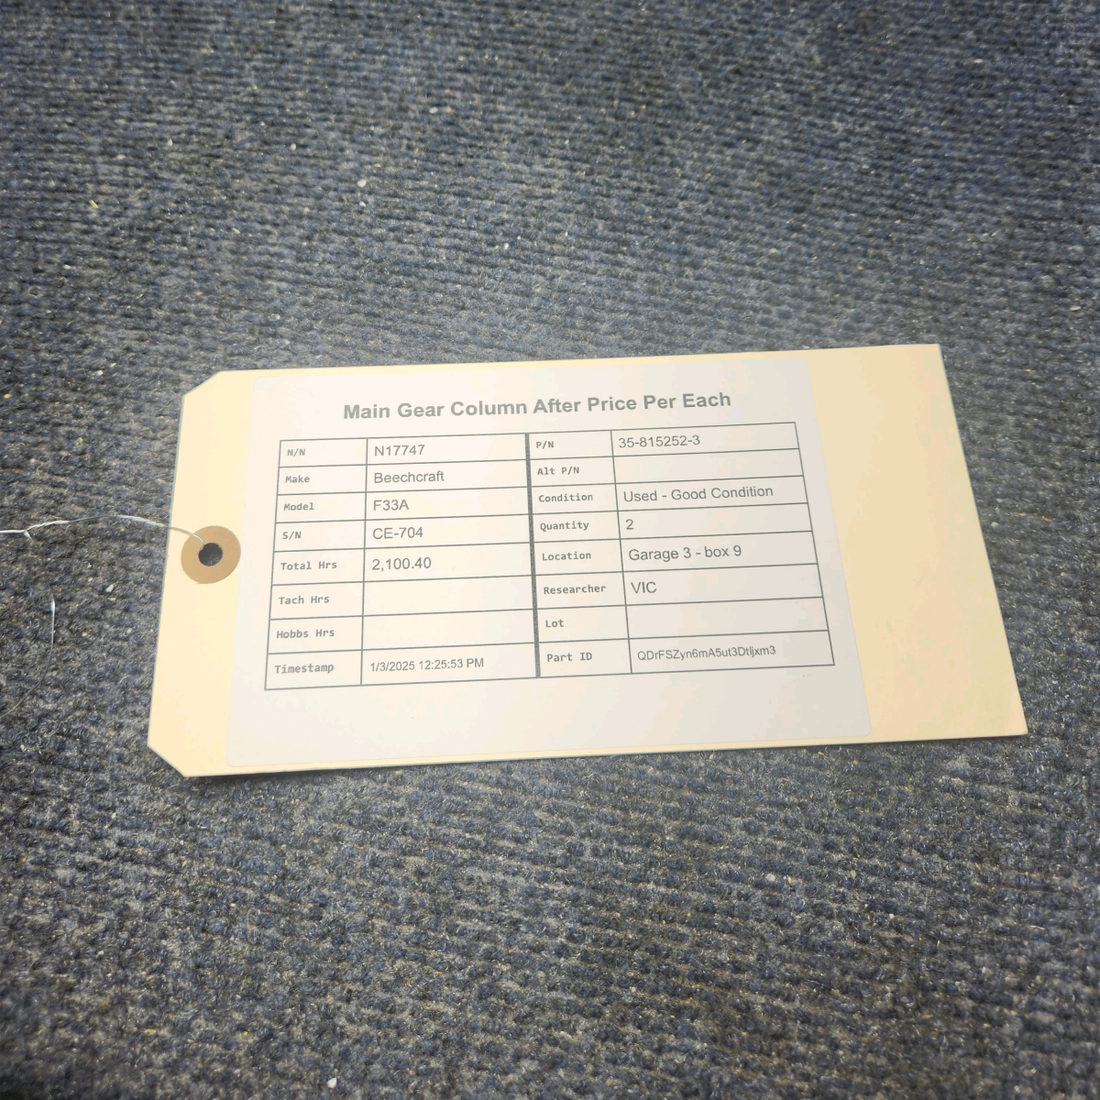 Main Gear Column After Price Per Each
N/N N17747 P/N 35-815252-3
Make Beechcraft Alt P/N
Model F33A Condition Used - Good Condition
S/N CE-704 Quantity 2
Total Hrs 2,100.40 Location Garage 3 - box 9
Tach Hrs Researcher VIC
Hobbs Hrs Lot
Timestamp 1/3/2025 12:25:53 PM Part ID QDrFSZyn6mA5ut3Dtljxm3